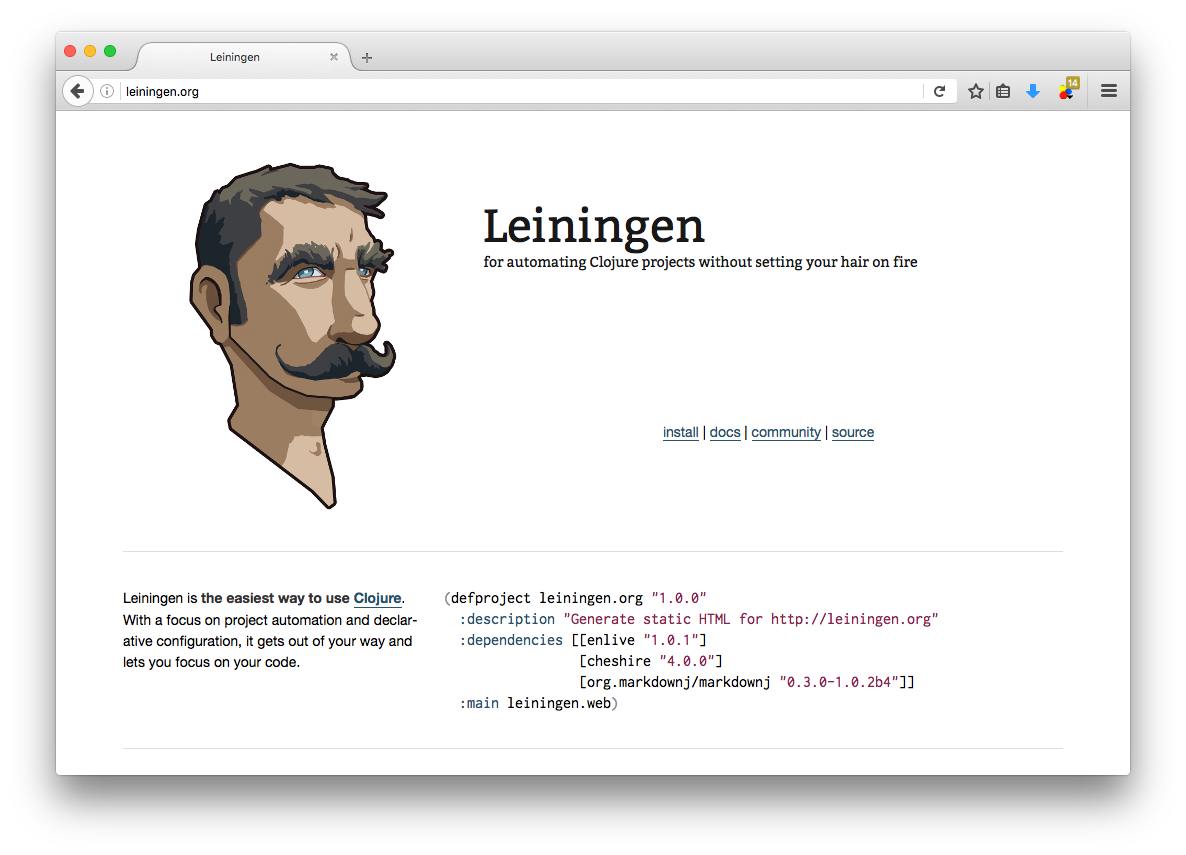 Leiningen
leiningen.org
14
Leiningen
for automating Clojure projects without setting your hair on fire
install | docs | community | source
Leiningen is the easiest way to use Clojure.
With a focus on project automation and declar-
ative configuration, it gets out of your way and
lets you focus on your code.
(defproject leiningen.org "1.0.0"
  :description "Generate static HTML for http://leiningen.org"
  :dependencies [[enlive "1.0.1"]
                 [cheshire "4.0.0"]
                 [org.markdownj/markdownj "0.3.0-1.0.2b4"]]
  :main leiningen.web)